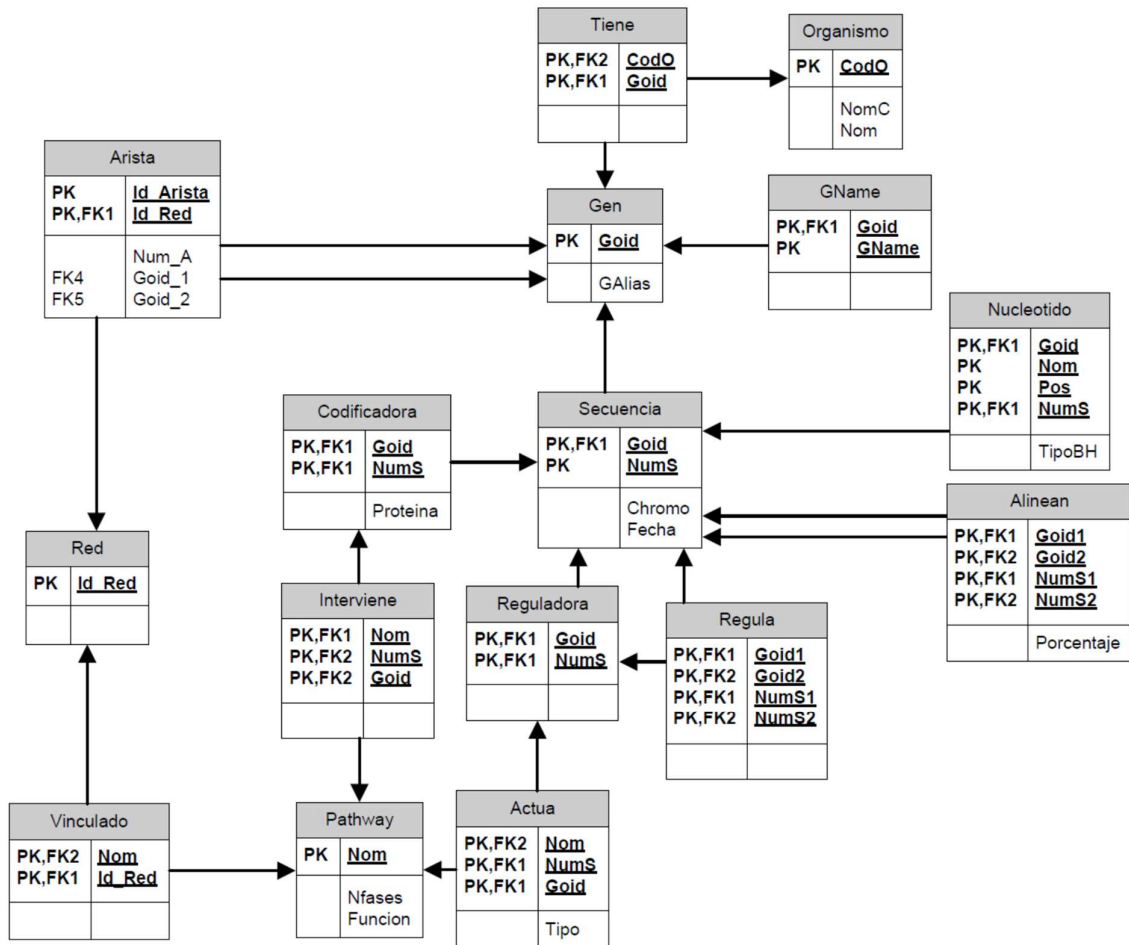 Tiene
PK,FK2 CodO
PK,FK1 Goid
Organismo
PK CodO
NomC
Nom
Arista
PK Id_Arista
PK,FK1 Id_Red
Num_A
FK4 Goid_1
FK5 Goid_2
Gen
PK Goid
GAlias
GName
PK,FK1 Goid
PK GName
Nucleotido
PK,FK1 Goid
PK Nom
PK Pos
PK,FK1 NumS
TipoBH
Codificadora
PK,FK1 Goid
PK,FK1 NumS
Proteina
Secuencia
PK,FK1 Goid
PK NumS
Chromo
Fecha
Alinean
PK,FK1 Goid1
PK,FK2 Goid2
PK,FK1 NumS1
PK,FK2 NumS2
Porcentaje
Red
PK Id_Red
Interviene
PK,FK1 Nom
PK,FK2 NumS
PK,FK2 Goid
Reguladora
PK,FK1 Goid
PK,FK1 NumS
Regula
PK,FK1 Goid1
PK,FK2 Goid2
PK,FK1 NumS1
PK,FK2 NumS2
Vinculado
PK,FK2 Nom
PK,FK1 Id_Red
Pathway
PK Nom
Nfases
Funcion
Actua
PK,FK2 Nom
PK,FK1 NumS
PK,FK1 Goid
Tipo